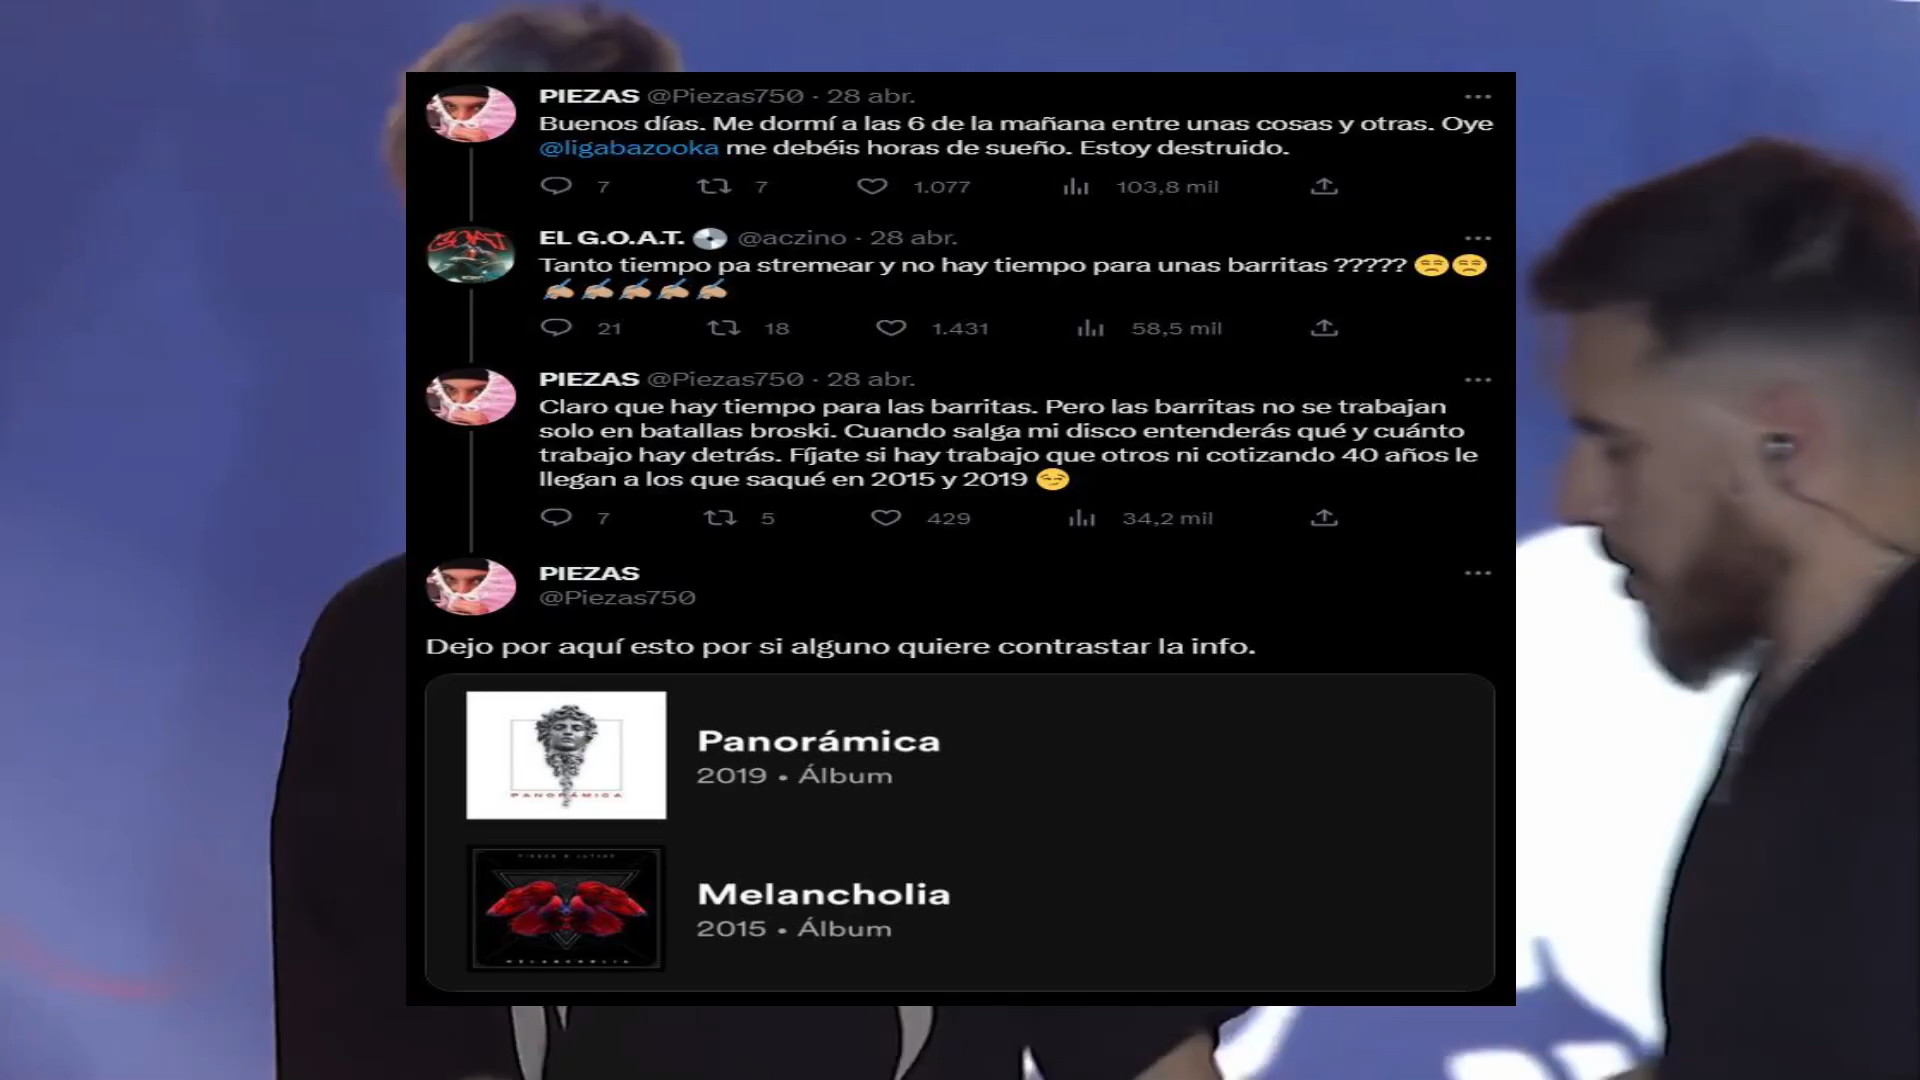 PIEZAS @Piezas750 · 28 abr.
Buenos días. Me dormí a las 6 de la mañana entre unas cosas y otras. Oye
@ligabazooka me debéis horas de sueño. Estoy destruido.
7 7 1.077 103,8 mil
EL G.O.A.T. 💿 @aczino · 28 abr.
Tanto tiempo pa stremear y no hay tiempo para unas barritas ????? 😒😒
✍🏼✍🏼✍🏼✍🏼✍🏼
21 18 1.431 58,5 mil
PIEZAS @Piezas750 · 28 abr.
Claro que hay tiempo para las barritas. Pero las barritas no se trabajan
solo en batallas broski. Cuando salga mi disco entenderás qué y cuánto
trabajo hay detrás. Fíjate si hay trabajo que otros ni cotizando 40 años le
llegan a los que saqué en 2015 y 2019 😏
7 5 429 34,2 mil
PIEZAS
@Piezas750
Dejo por aquí esto por si alguno quiere contrastar la info.
PANORÁMICA
Panorámica
2019 • Álbum
MELANCHOLIA
Melancholia
2015 • Álbum